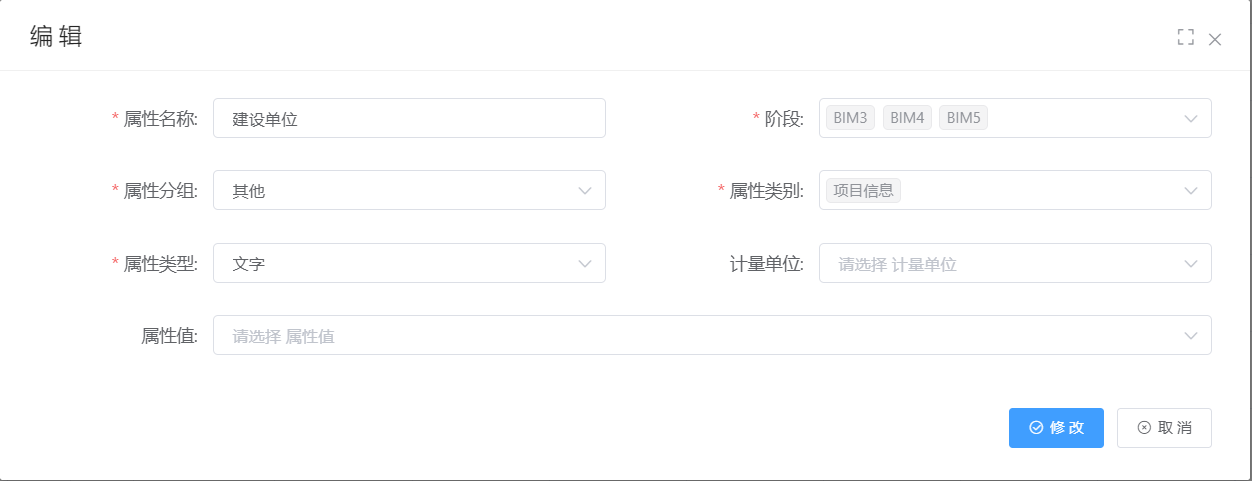 编 辑
* 属性名称: 建设单位 * 阶段: BIM3 BIM4 BIM5
* 属性分组: 其他 * 属性类别: 项目信息
* 属性类型: 文字 计量单位: 请选择 计量单位
属性值: 请选择 属性值
修 改 取 消